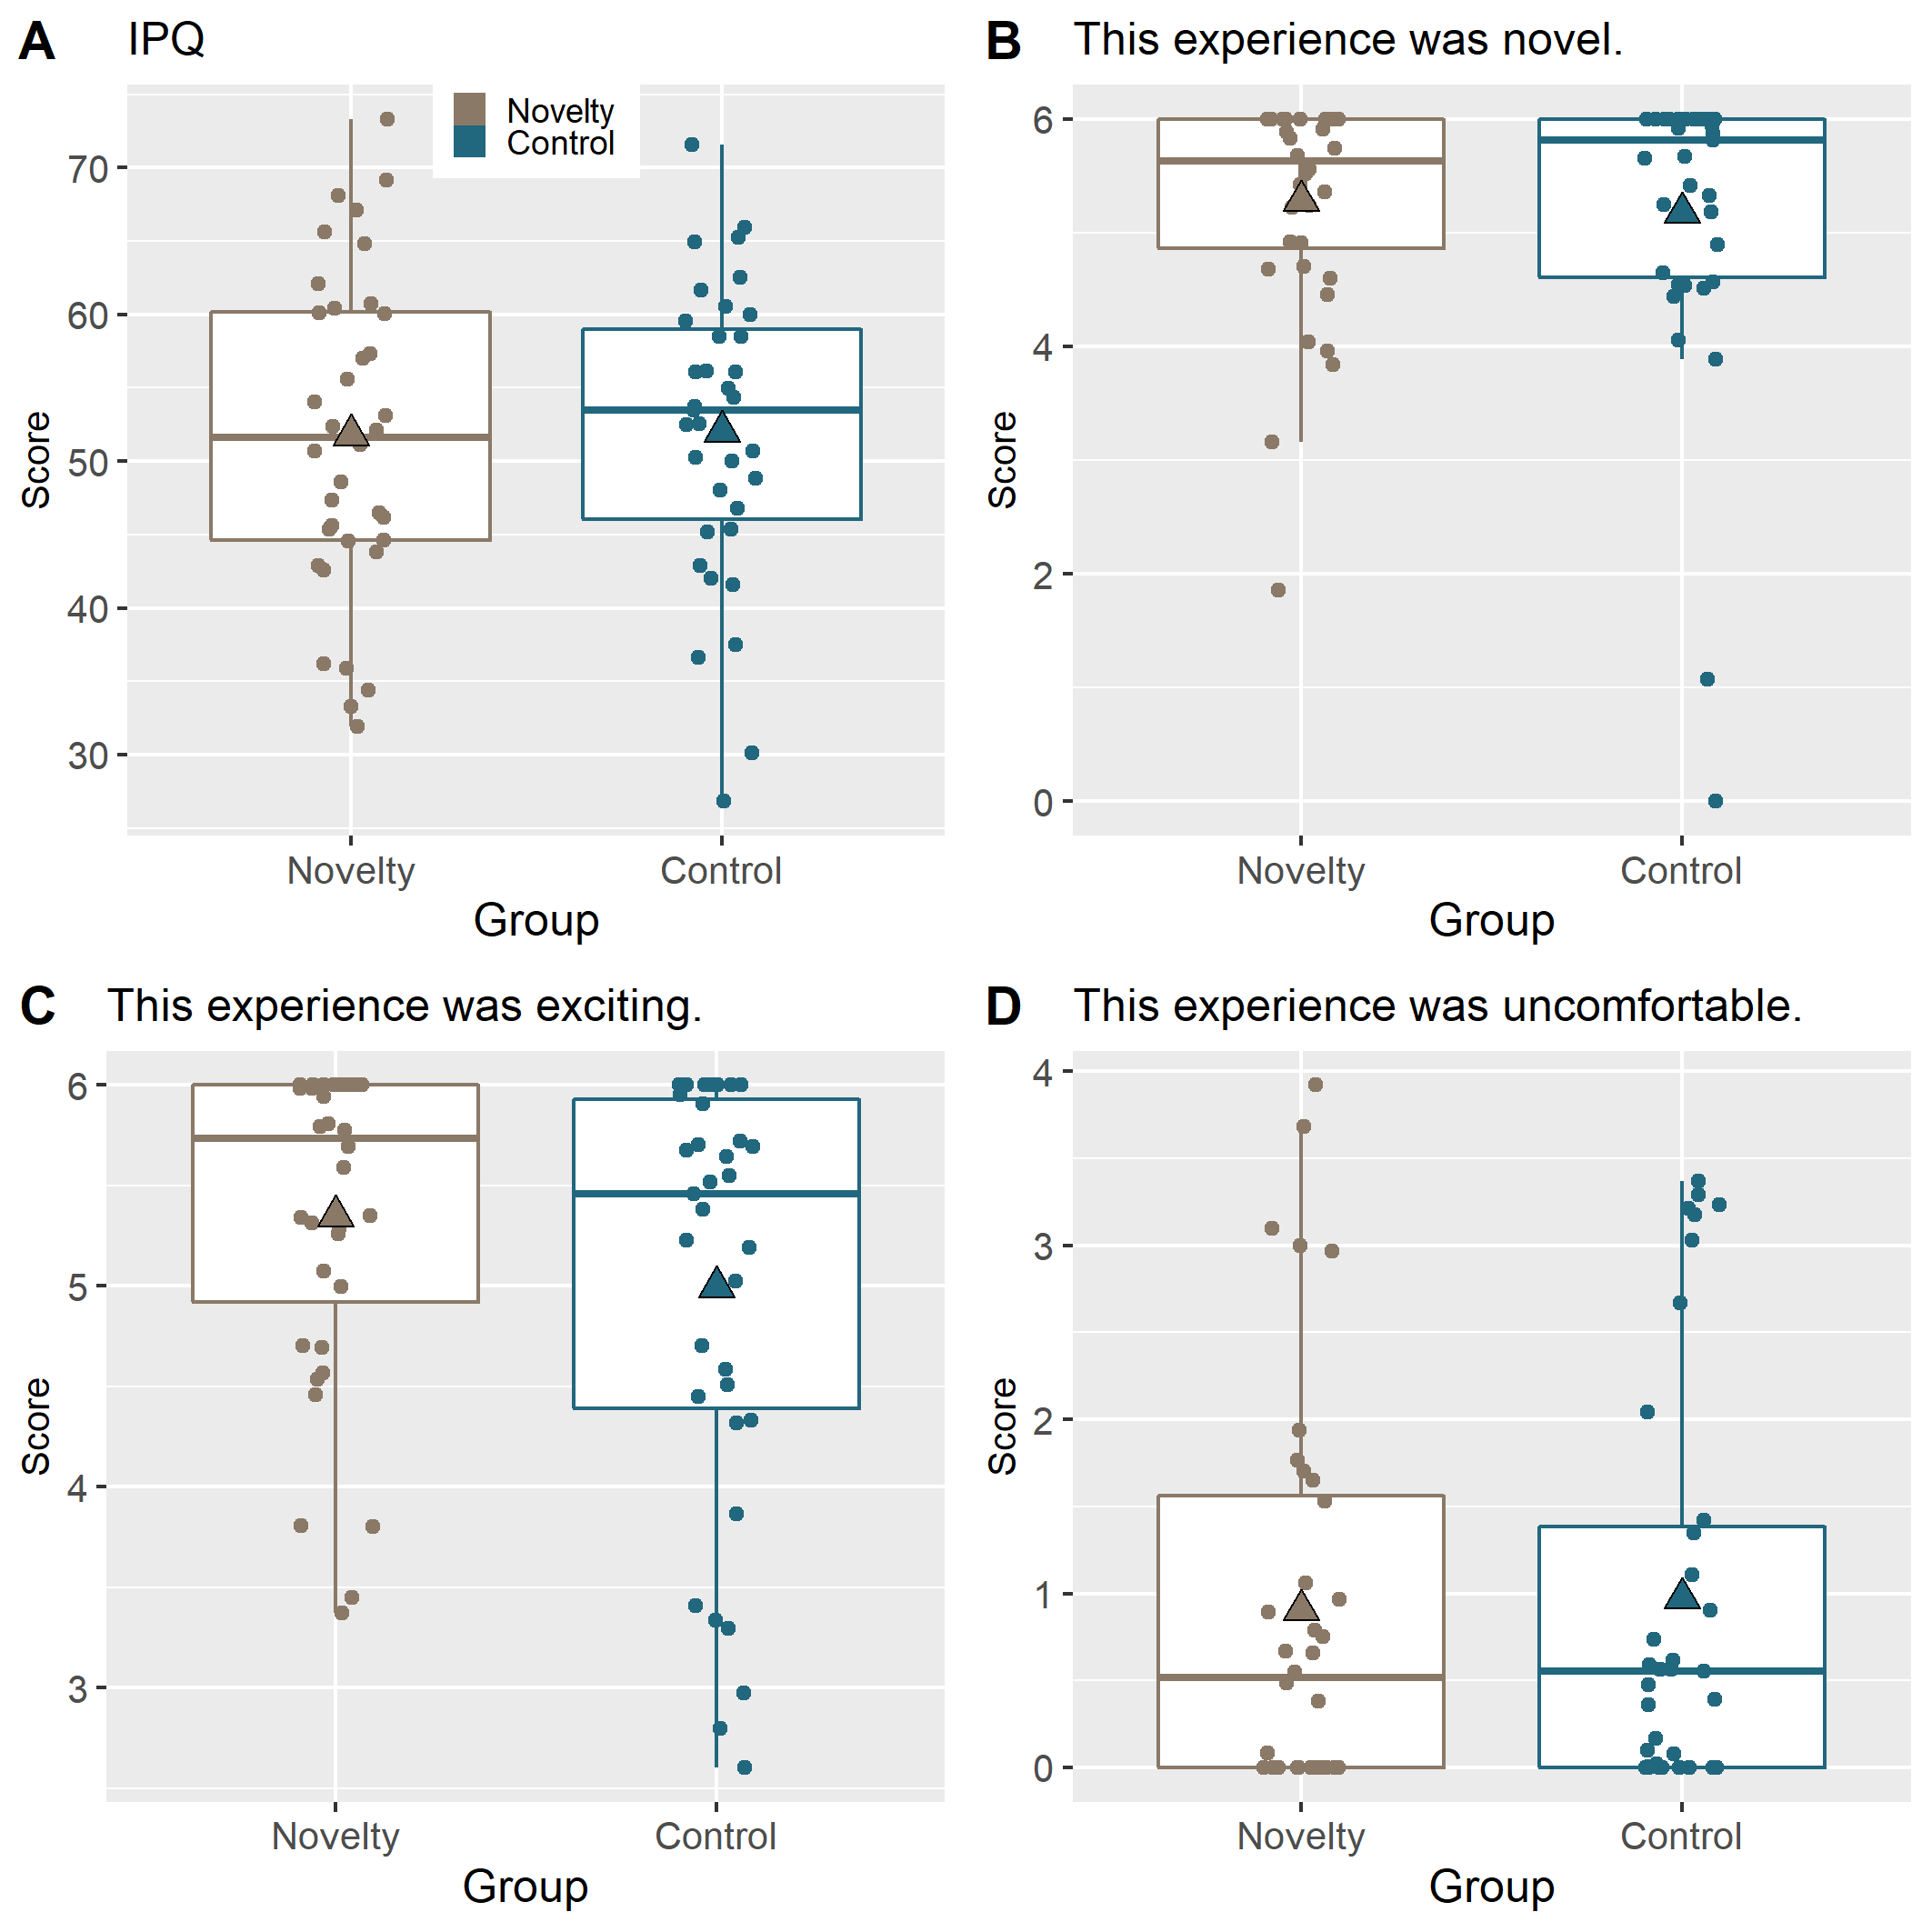 A IPQ
Novelty
Control
70
60
50
40
30
Score
Novelty Control
Group
B This experience was novel.
6
4
2
0
Score
Novelty Control
Group
C This experience was exciting.
6
5
4
3
Score
Novelty Control
Group
D This experience was uncomfortable.
4
3
2
1
0
Score
Novelty Control
Group